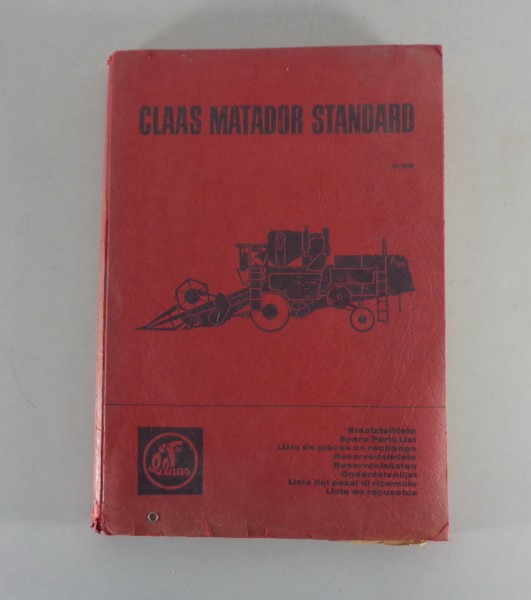 CLAAS MATADOR STANDARD
Claas
Ersatzteilliste
Spare Parts List
Liste de pièces de rechange
Reservedelsliste
Reservdelslistan
Onderdelenlijst
Lista dei pezzi di ricambio
Lista de repuestos